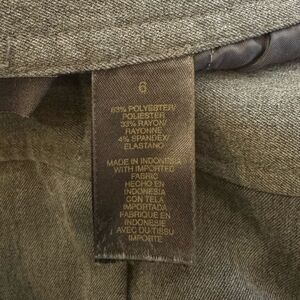 6
63% POLYESTER/
POLIESTER
33% RAYON/
RAYONNE
4% SPANDEX/
ELASTANO
MADE IN INDONESIA
WITH IMPORTED
FABRIC
HECHO EN
INDONESIA
CON TELA
IMPORTADA
FABRIQUE EN
INDONESIE
AVEC DU TISSU
IMPORTE